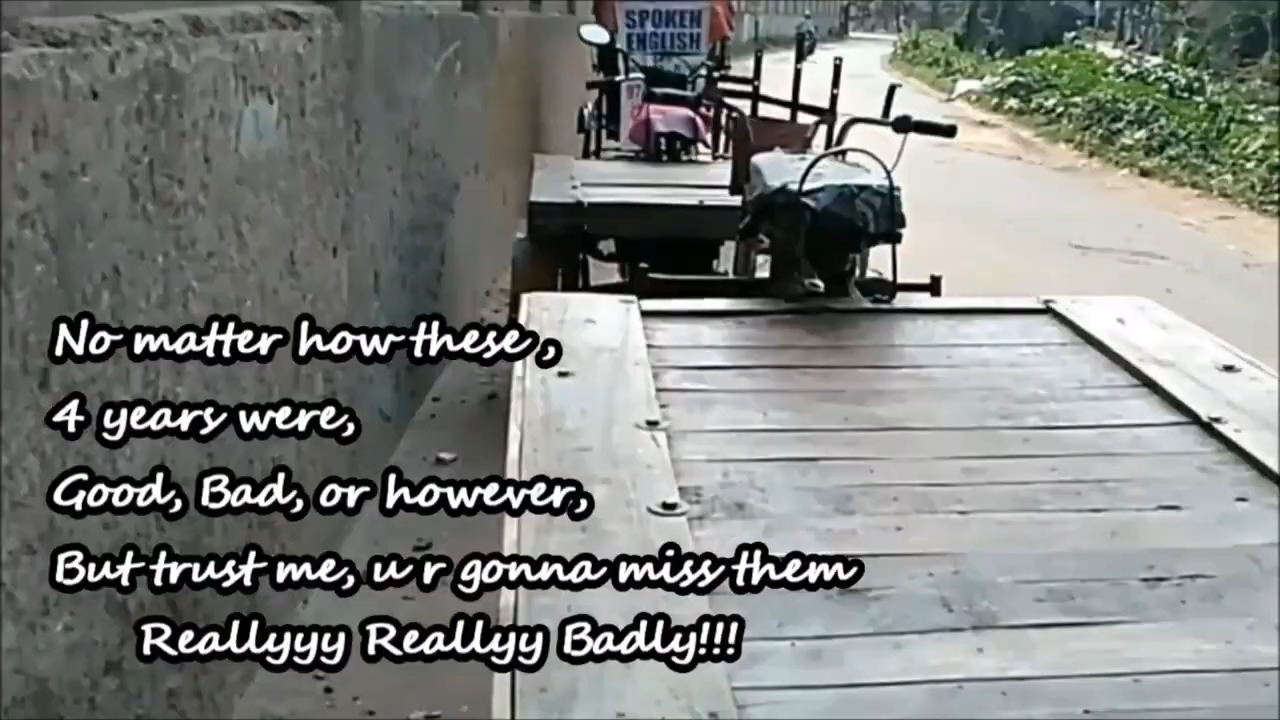 SPOKEN
ENGLISH
97
No matter how these ,
4 years were,
Good, Bad, or however,
But trust me, u r gonna miss them
Reallyyy Reallyy Badly!!!